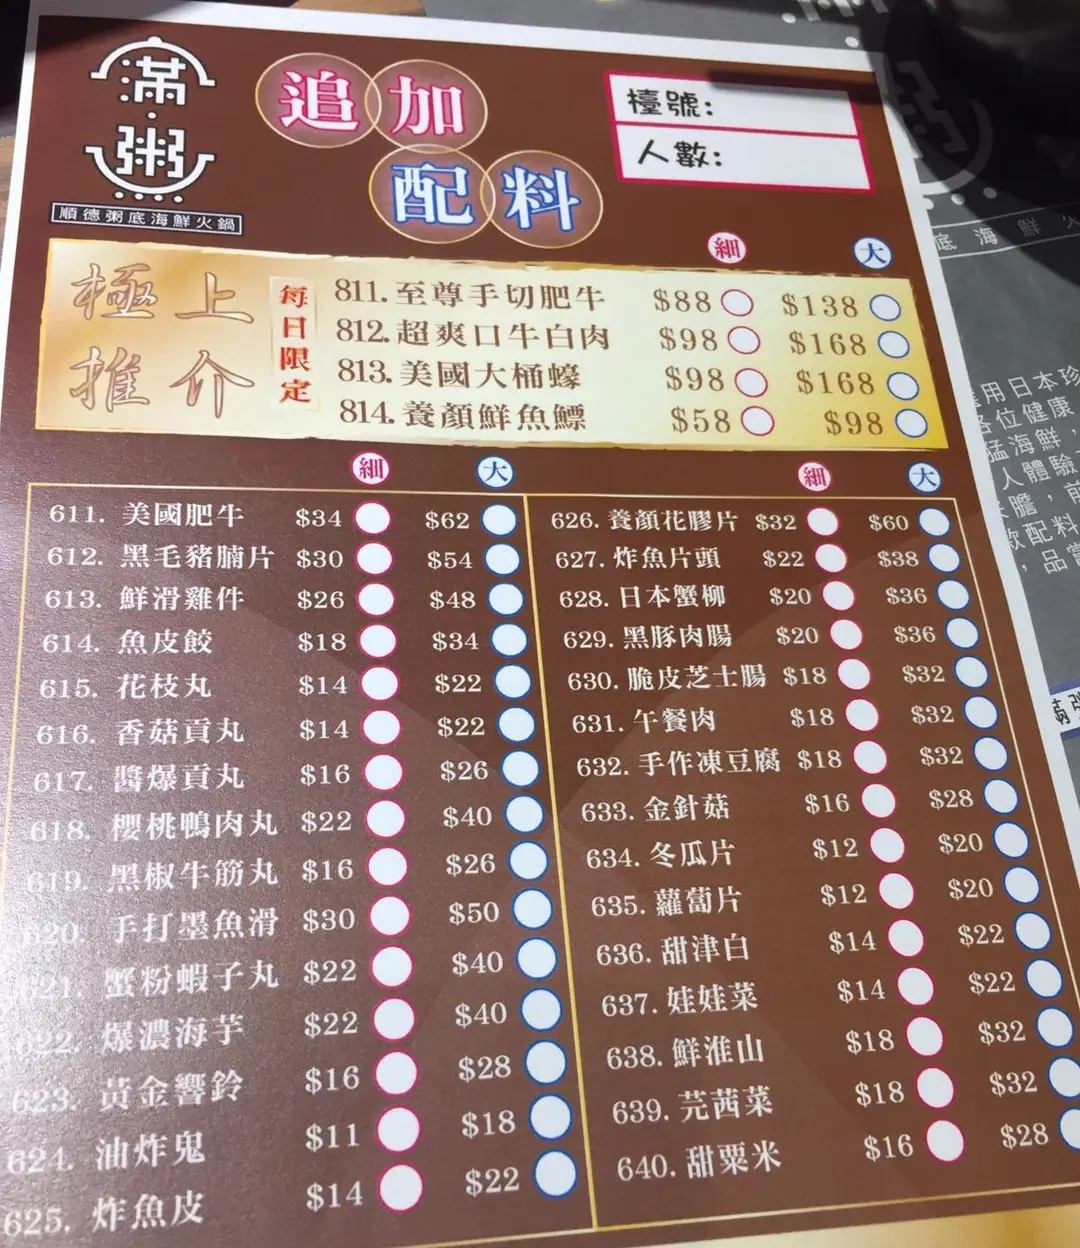 滿粥
順德粥底海鮮火鍋
追加
配料
檯號:
人數:
極上
推介
每日限定
細 大
811. 至尊手切肥牛 $88 $138
812. 超爽口牛白肉 $98 $168
813. 美國大桶蠔 $98 $168
814. 養顏鮮魚鰾 $58 $98
細 大
611. 美國肥牛 $34 $62
612. 黑毛豬腩片 $30 $54
613. 鮮滑雞件 $26 $48
614. 魚皮餃 $18 $34
615. 花枝丸 $14 $22
616. 香菇貢丸 $14 $22
617. 醬爆貢丸 $16 $26
618. 櫻桃鴨肉丸 $22 $40
619. 黑椒牛筋丸 $16 $26
620. 手打墨魚滑 $30 $50
621. 蟹粉蝦子丸 $22 $40
622. 爆濃海芋 $22 $40
623. 黃金響鈴 $16 $28
624. 油炸鬼 $11 $18
625. 炸魚皮 $14 $22
細 大
626. 養顏花膠片 $32 $60
627. 炸魚片頭 $22 $38
628. 日本蟹柳 $20 $36
629. 黑豚肉腸 $20 $36
630. 脆皮芝士腸 $18 $32
631. 午餐肉 $18 $32
632. 手作凍豆腐 $18 $32
633. 金針菇 $16 $28
634. 冬瓜片 $12 $20
635. 蘿蔔片 $12 $20
636. 甜津白 $14 $22
637. 娃娃菜 $14 $22
638. 鮮淮山 $18 $32
639. 芫茜菜 $18 $32
640. 甜粟米 $16 $28
底海鮮火
用日本珍
各位健康
猛海鮮，
人體驗
膽，前
款配料
，品嘗